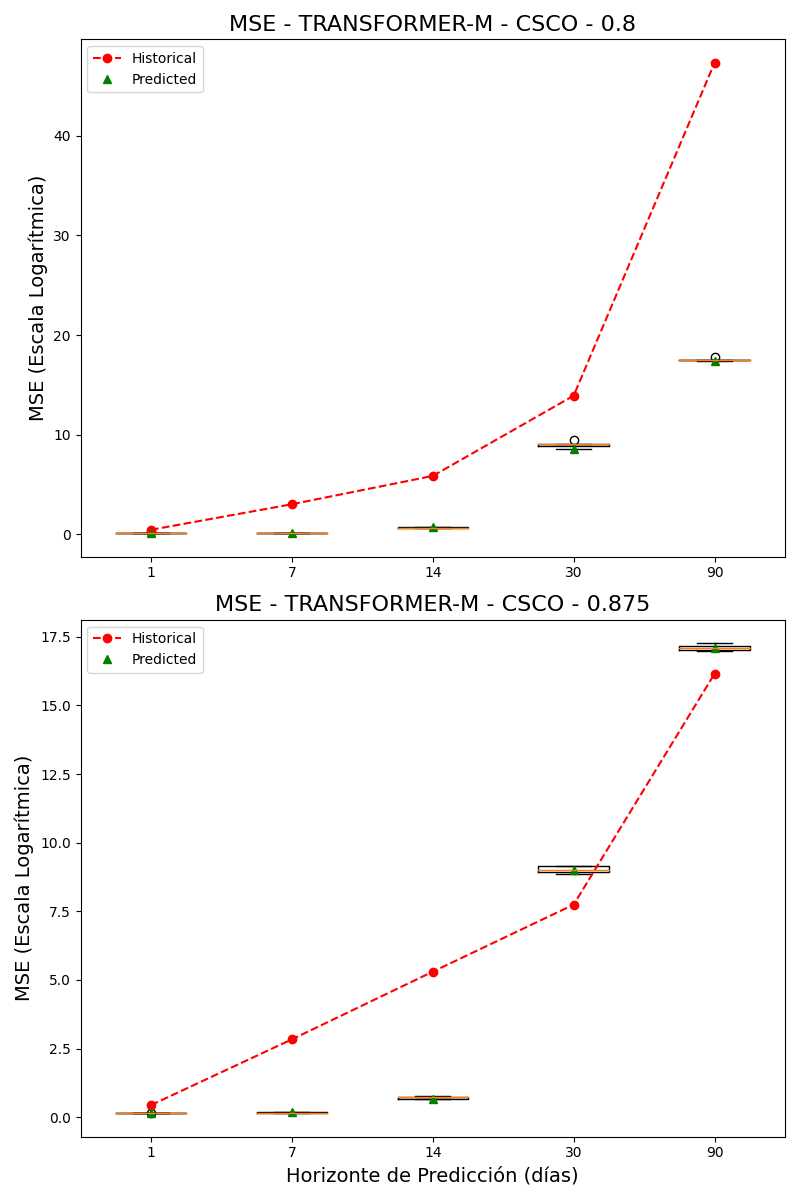 MSE - TRANSFORMER-M - CSCO - 0.8
Historical
Predicted
MSE (Escala Logarítmica)
40
30
20
10
0
1 7 14 30 90
MSE - TRANSFORMER-M - CSCO - 0.875
Historical
Predicted
MSE (Escala Logarítmica)
17.5
15.0
12.5
10.0
7.5
5.0
2.5
0.0
1 7 14 30 90
Horizonte de Predicción (días)